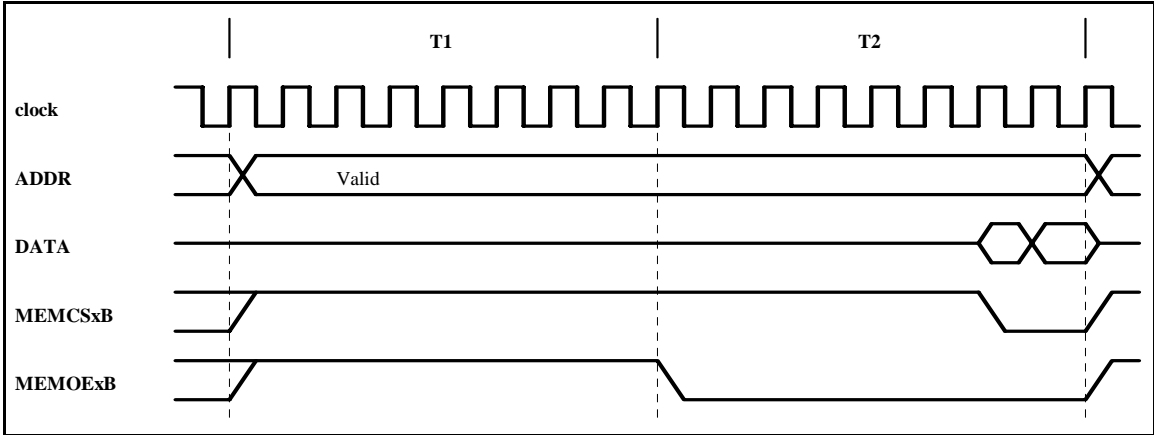 T1 T2
clock
ADDR Valid
DATA
MEMCSxB
MEMOExB